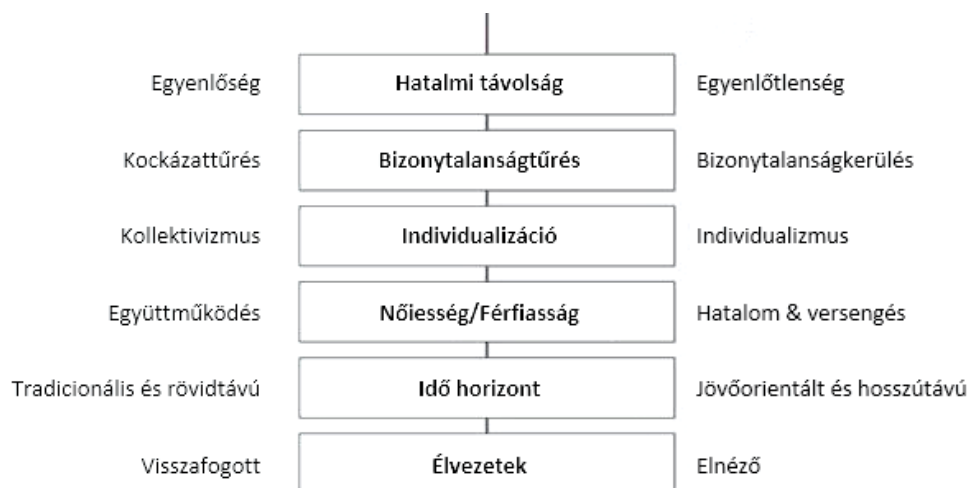 Egyenlőség Hatalmi távolság Egyenlőtlenség
Kockázattűrés Bizonytalanságtűrés Bizonytalanságkerülés
Kollektivizmus Individualizáció Individualizmus
Együttműködés Nőiesség/Férfiasság Hatalom & versengés
Tradicionális és rövidtávú Idő horizont Jövőorientált és hosszútávú
Visszafogott Élvezetek Elnéző